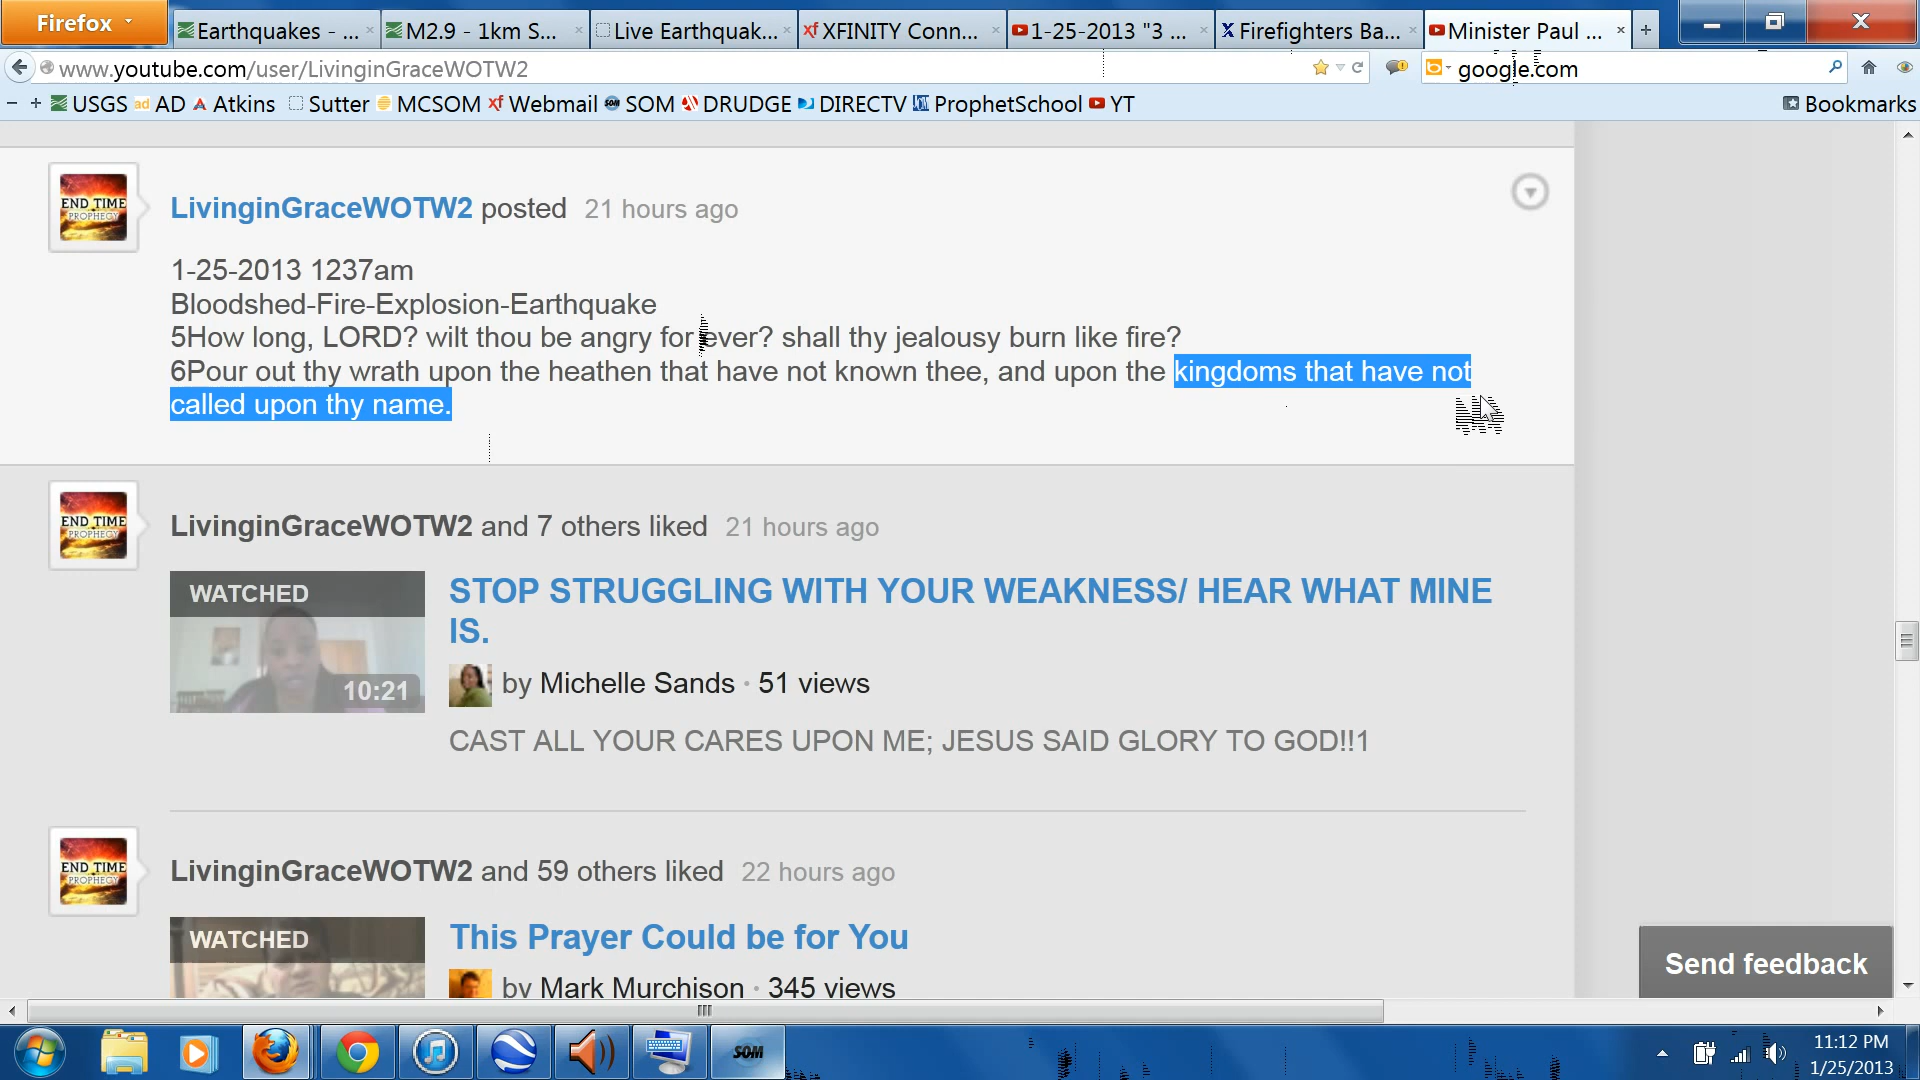 Firefox
Earthquakes - ...
M2.9 - 1km S...
Live Earthquak...
XFINITY Conn...
1-25-2013 "3 ...
Firefighters Ba...
Minister Paul ...
www.youtube.com/user/LivinginGraceWOTW2
google.com
USGS
ad AD
Atkins
Sutter
MCSOM
xf Webmail
SOM
DRUDGE
DIRECTV
ProphetSchool
YT
Bookmarks
END TIME
PROPHECY
LivinginGraceWOTW2 posted 21 hours ago
1-25-2013 1237am
Bloodshed-Fire-Explosion-Earthquake
5How long, LORD? wilt thou be angry for ever? shall thy jealousy burn like fire?
6Pour out thy wrath upon the heathen that have not known thee, and upon the kingdoms that have not
called upon thy name.
END TIME
PROPHECY
LivinginGraceWOTW2 and 7 others liked 21 hours ago
WATCHED
10:21
STOP STRUGGLING WITH YOUR WEAKNESS/ HEAR WHAT MINE
IS.
by Michelle Sands · 51 views
CAST ALL YOUR CARES UPON ME; JESUS SAID GLORY TO GOD!!1
END TIME
PROPHECY
LivinginGraceWOTW2 and 59 others liked 22 hours ago
WATCHED
This Prayer Could be for You
by Mark Murchison · 345 views
Send feedback
SOM
11:12 PM
1/25/2013